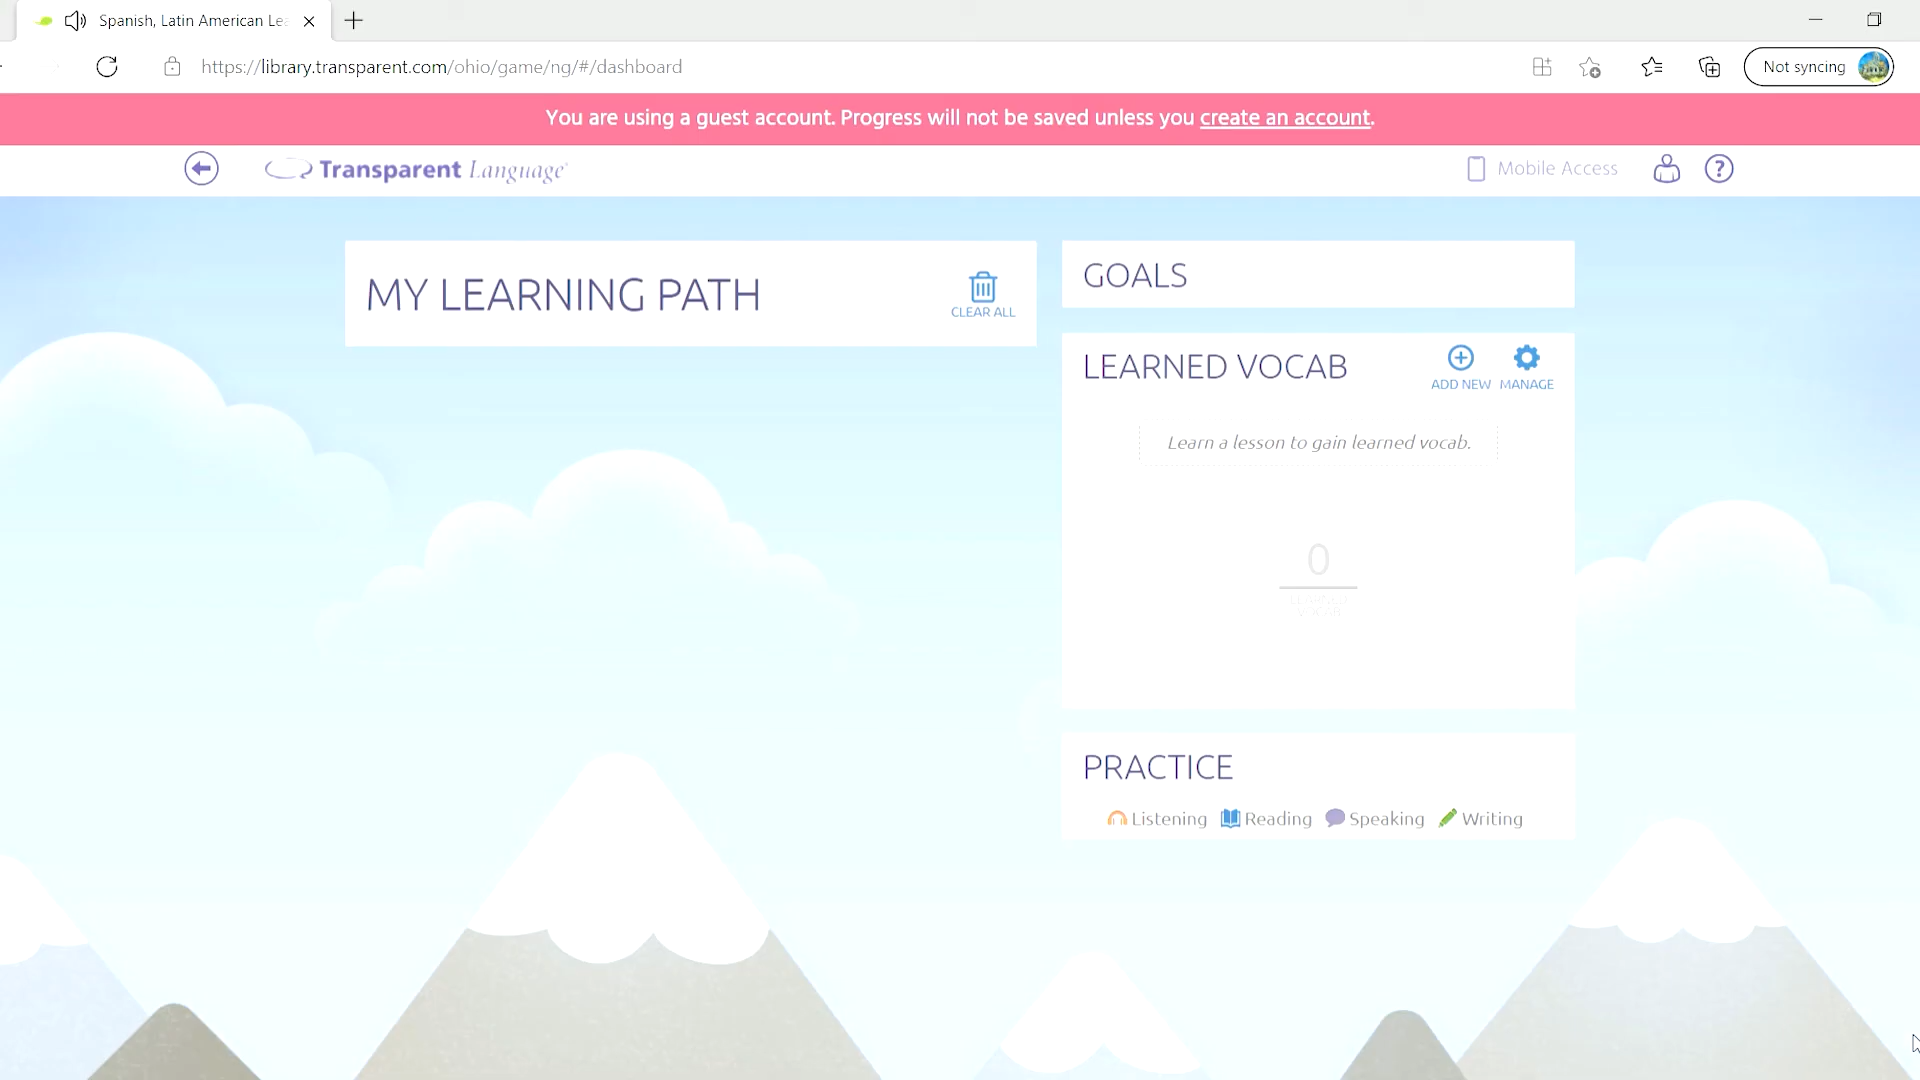 Spanish, Latin American Le
https://library.transparent.com/ohio/game/ng/#/dashboard
Not syncing
You are using a guest account. Progress will not be saved unless you create an account.
Transparent Language
Mobile Access
MY LEARNING PATH
CLEAR ALL
GOALS
LEARNED VOCAB
ADD NEW
MANAGE
Learn a lesson to gain learned vocab.
0
LEARNED
VOCAB
PRACTICE
Listening Reading Speaking Writing